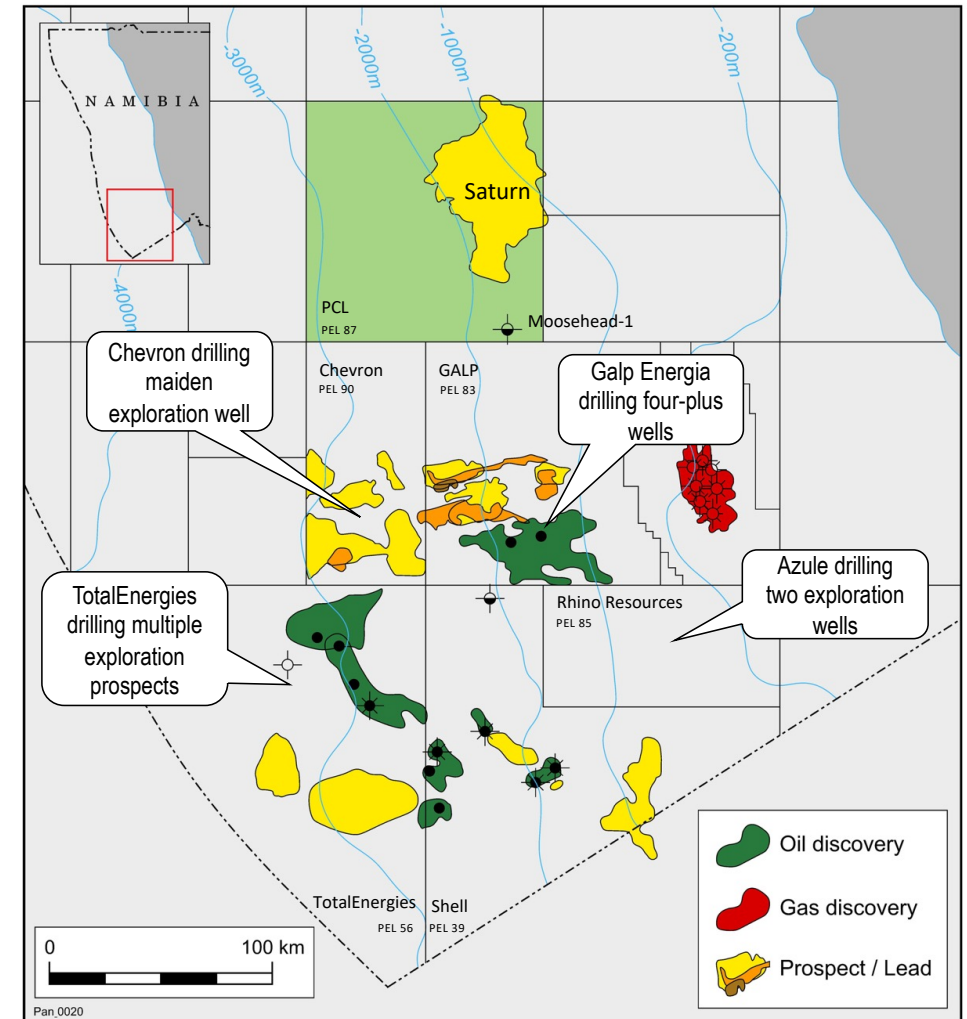 -3000m
-2000m
-1000m
-200m
NAMIBIA
Saturn
-4000m
PCL
PEL 87
Moosehead-1
Chevron drilling
maiden
exploration well
Chevron
PEL 90
GALP
PEL 83
Galp Energia
drilling four-plus
wells
TotalEnergies
drilling multiple
exploration
prospects
Rhino Resources
PEL 85
Azule drilling
two exploration
wells
TotalEnergies
PEL 56
Shell
PEL 39
Oil discovery
Gas discovery
Prospect / Lead
0 100 km
Pan_0020